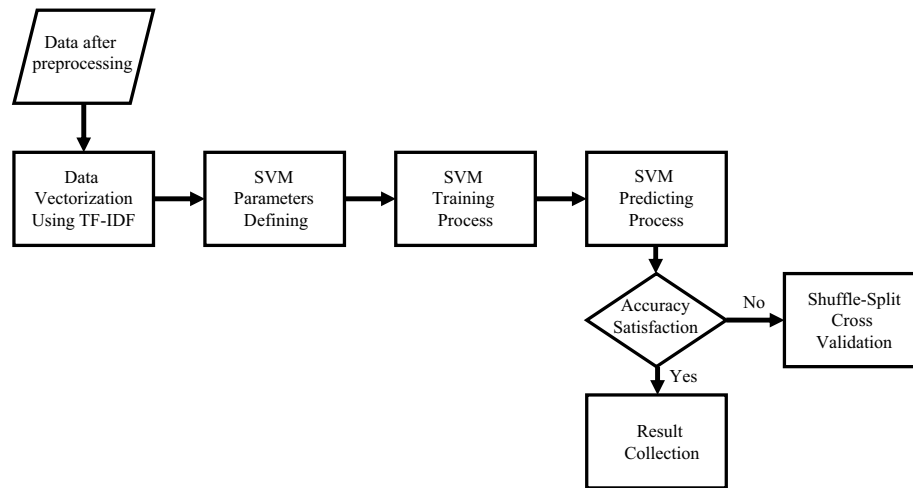 Data after
preprocessing
Data
Vectorization
Using TF-IDF
SVM
Parameters
Defining
SVM
Training
Process
SVM
Predicting
Process
Accuracy
Satisfaction
No
Shuffle-Split
Cross
Validation
Yes
Result
Collection